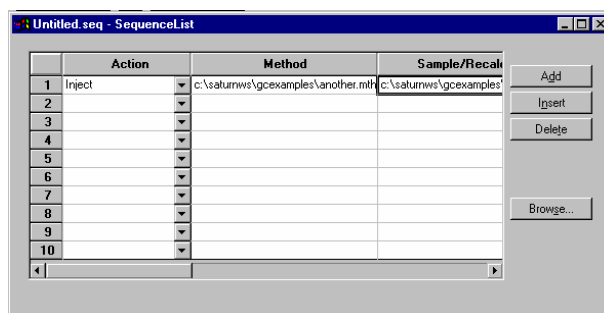 Untitled.seq - SequenceList
Action Method Sample/Recalc
1 Inject c:\saturnws\gcexamples\another.mth c:\saturnws\gcexamples\
2
3
4
5
6
7
8
9
10
Add
Insert
Delete
Browse...